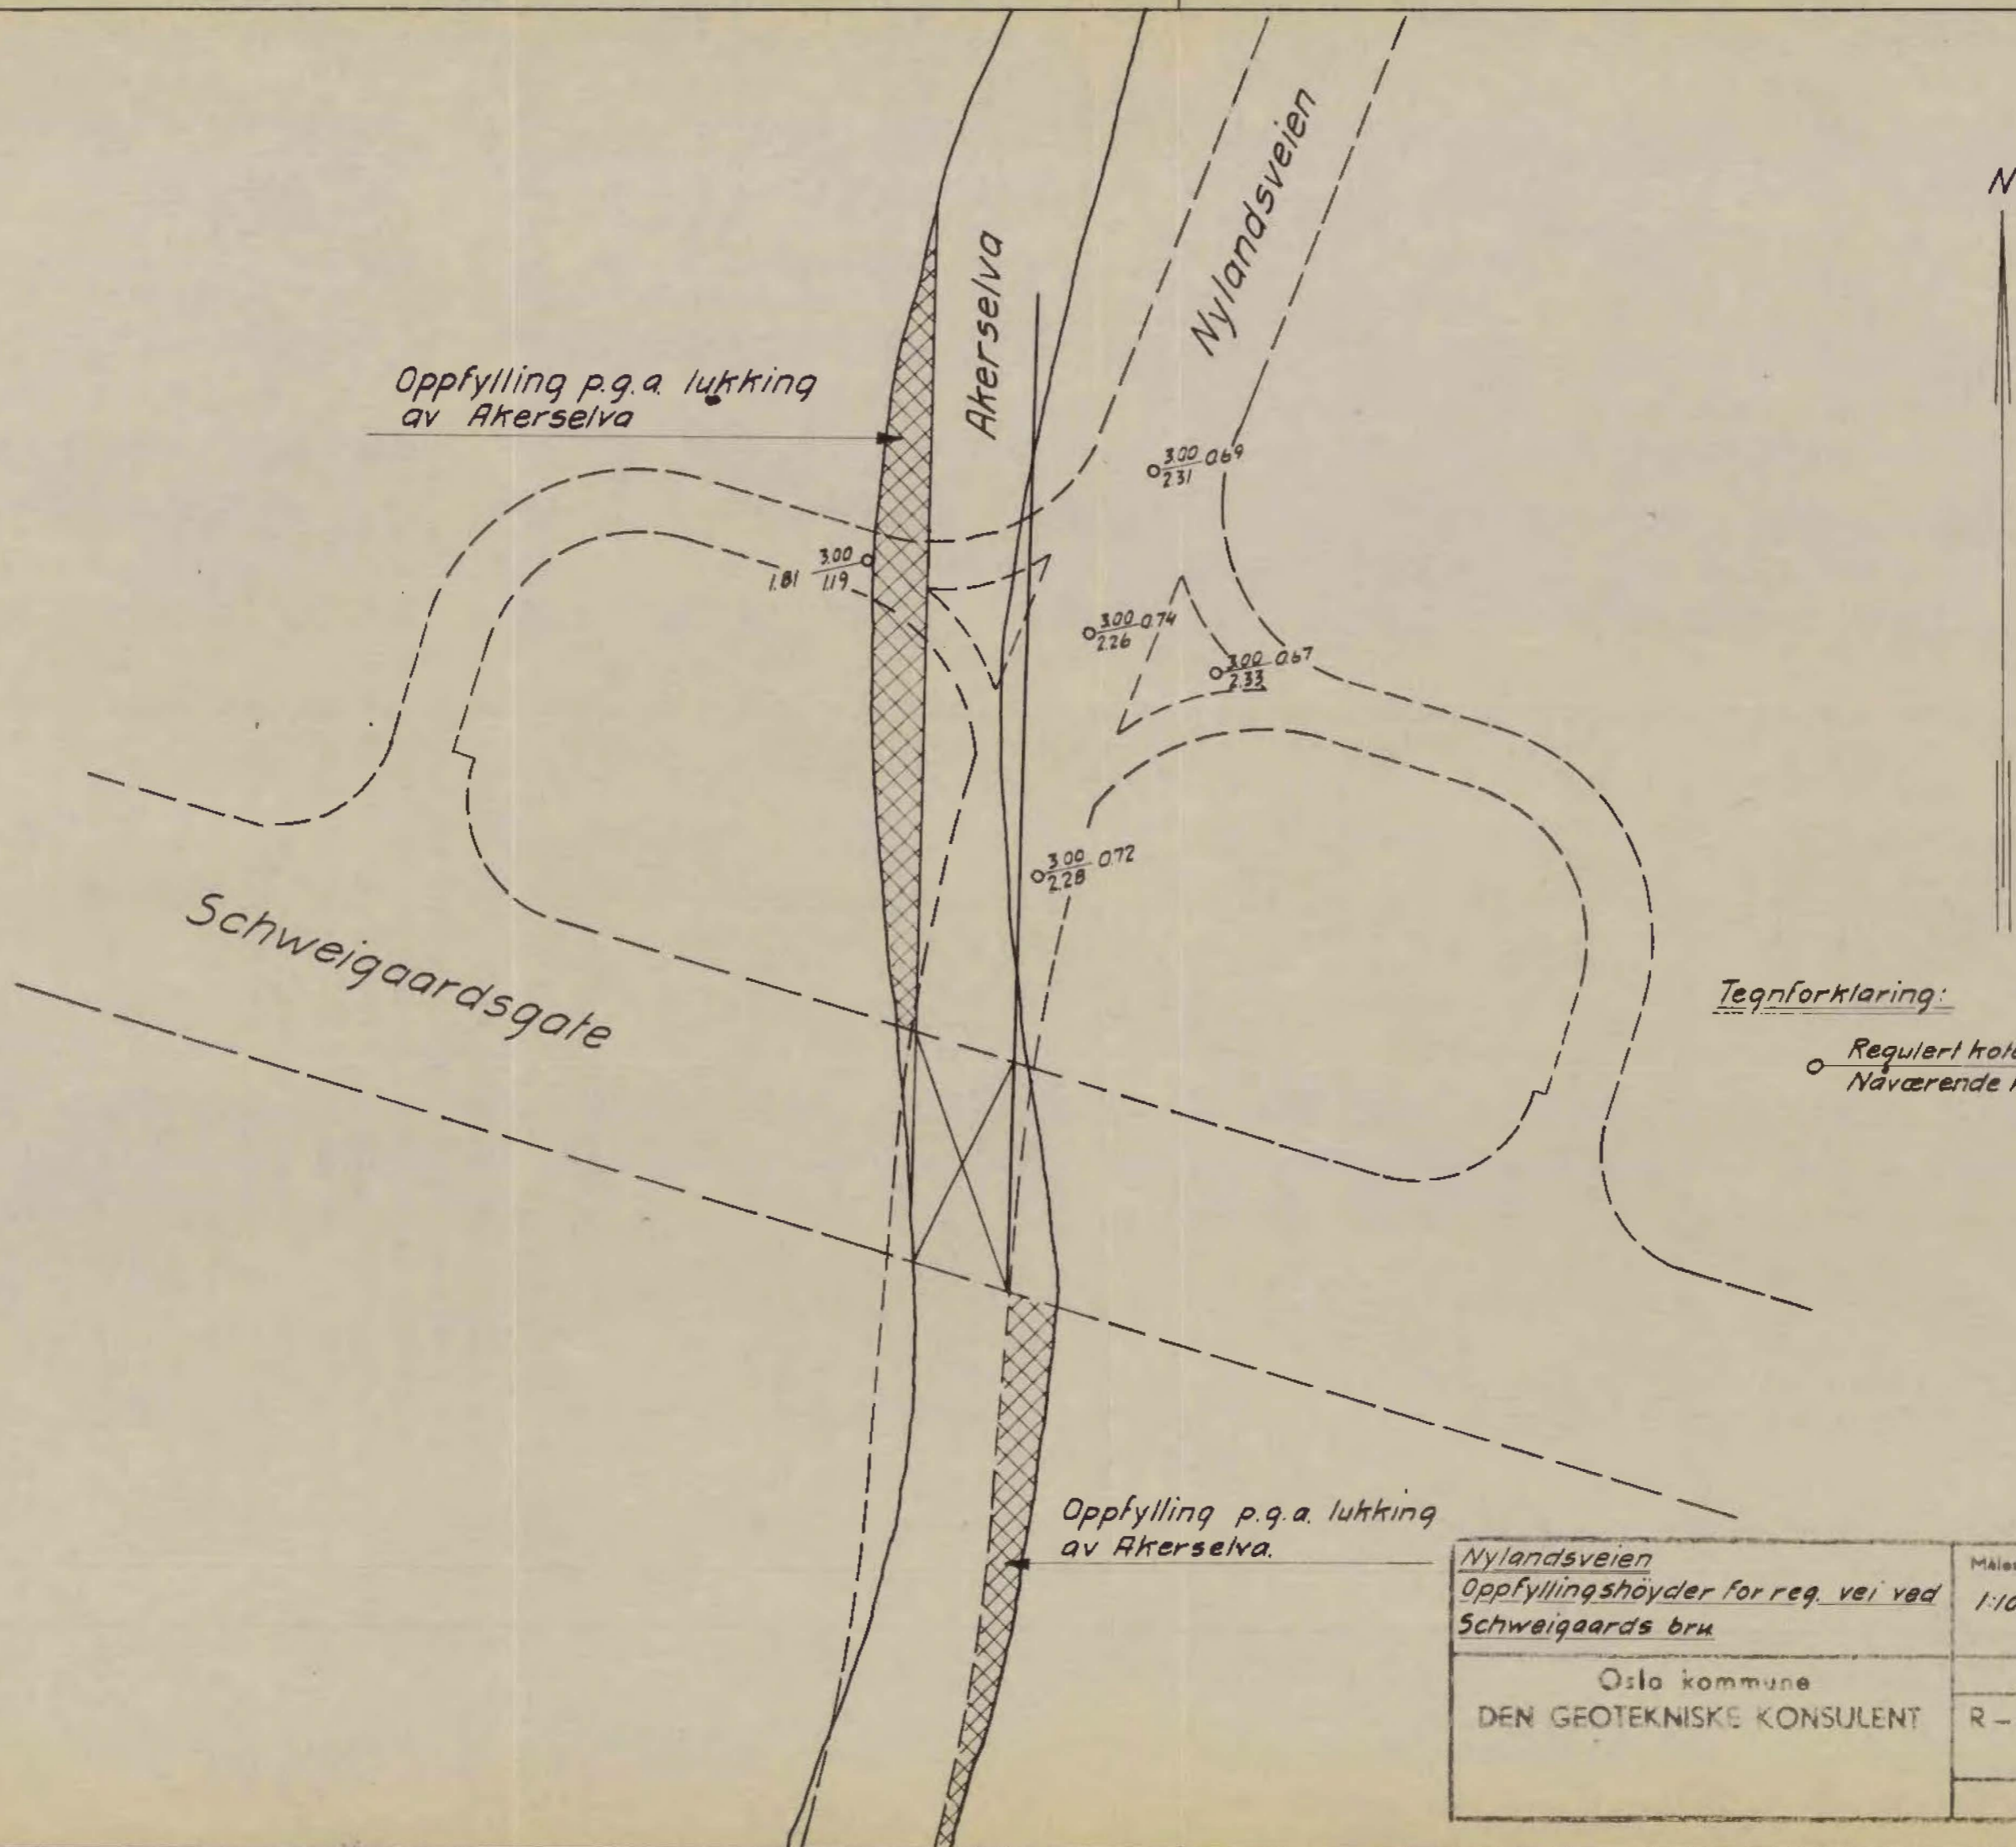 N
Nylandsveien
Akerselva
Oppfylling p.g.a. lukking
av Akerselva
3.00 0.69
2.31
3.00
1.81 1.19
3.00 0.74
2.26
3.00 0.67
2.33
3.00 0.72
2.28
Schweigaardsgate
Tegnforklaring:
Regulert
Nåværende
Oppfylling p.g.a. lukking
av Akerselva.
Nylandsveien
Oppfyllingshöyder for reg. vei ved
Schweigaards bru
Oslo kommune
DEN GEOTEKNISKE KONSULENT
R -